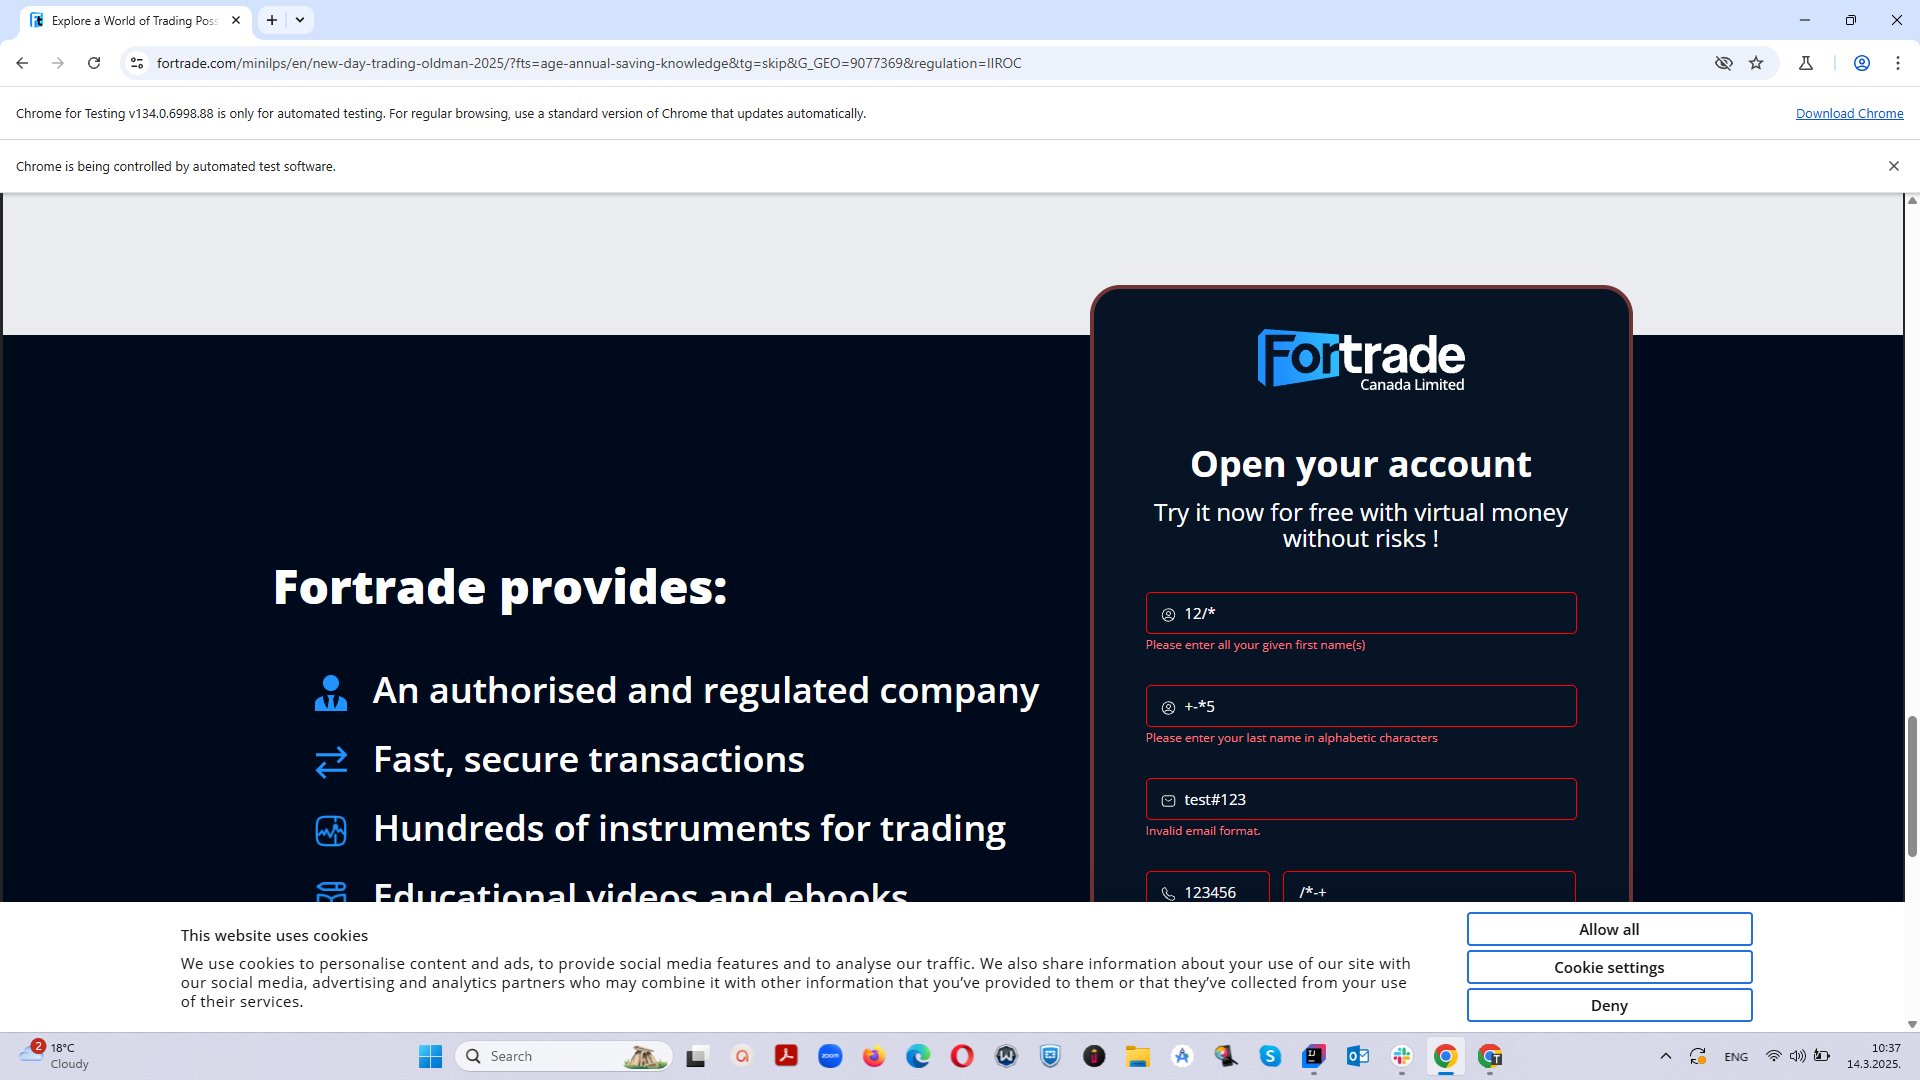 Explore a World of Trading Poss
fortrade.com/minilps/en/new-day-trading-oldman-2025/?fts=age-annual-saving-knowledge&tg=skip&G_GEO=9077369&regulation=IIROC
Chrome for Testing v134.0.6998.88 is only for automated testing. For regular browsing, use a standard version of Chrome that updates automatically.
Download Chrome
Chrome is being controlled by automated test software.
Fortrade
Canada Limited
Open your account
Try it now for free with virtual money
without risks !
12/*
Please enter all your given first name(s)
+-*5
Please enter your last name in alphabetic characters
test#123
Invalid email format.
123456
/*-+
Fortrade provides:
An authorised and regulated company
Fast, secure transactions
Hundreds of instruments for trading
Educational videos and ebooks
This website uses cookies
We use cookies to personalise content and ads, to provide social media features and to analyse our traffic. We also share information about your use of our site with
our social media, advertising and analytics partners who may combine it with other information that you've provided to them or that they've collected from your use
of their services.
Allow all
Cookie settings
Deny
2
18°C
Cloudy
Search
zoom
ENG
10:37
14.3.2025.